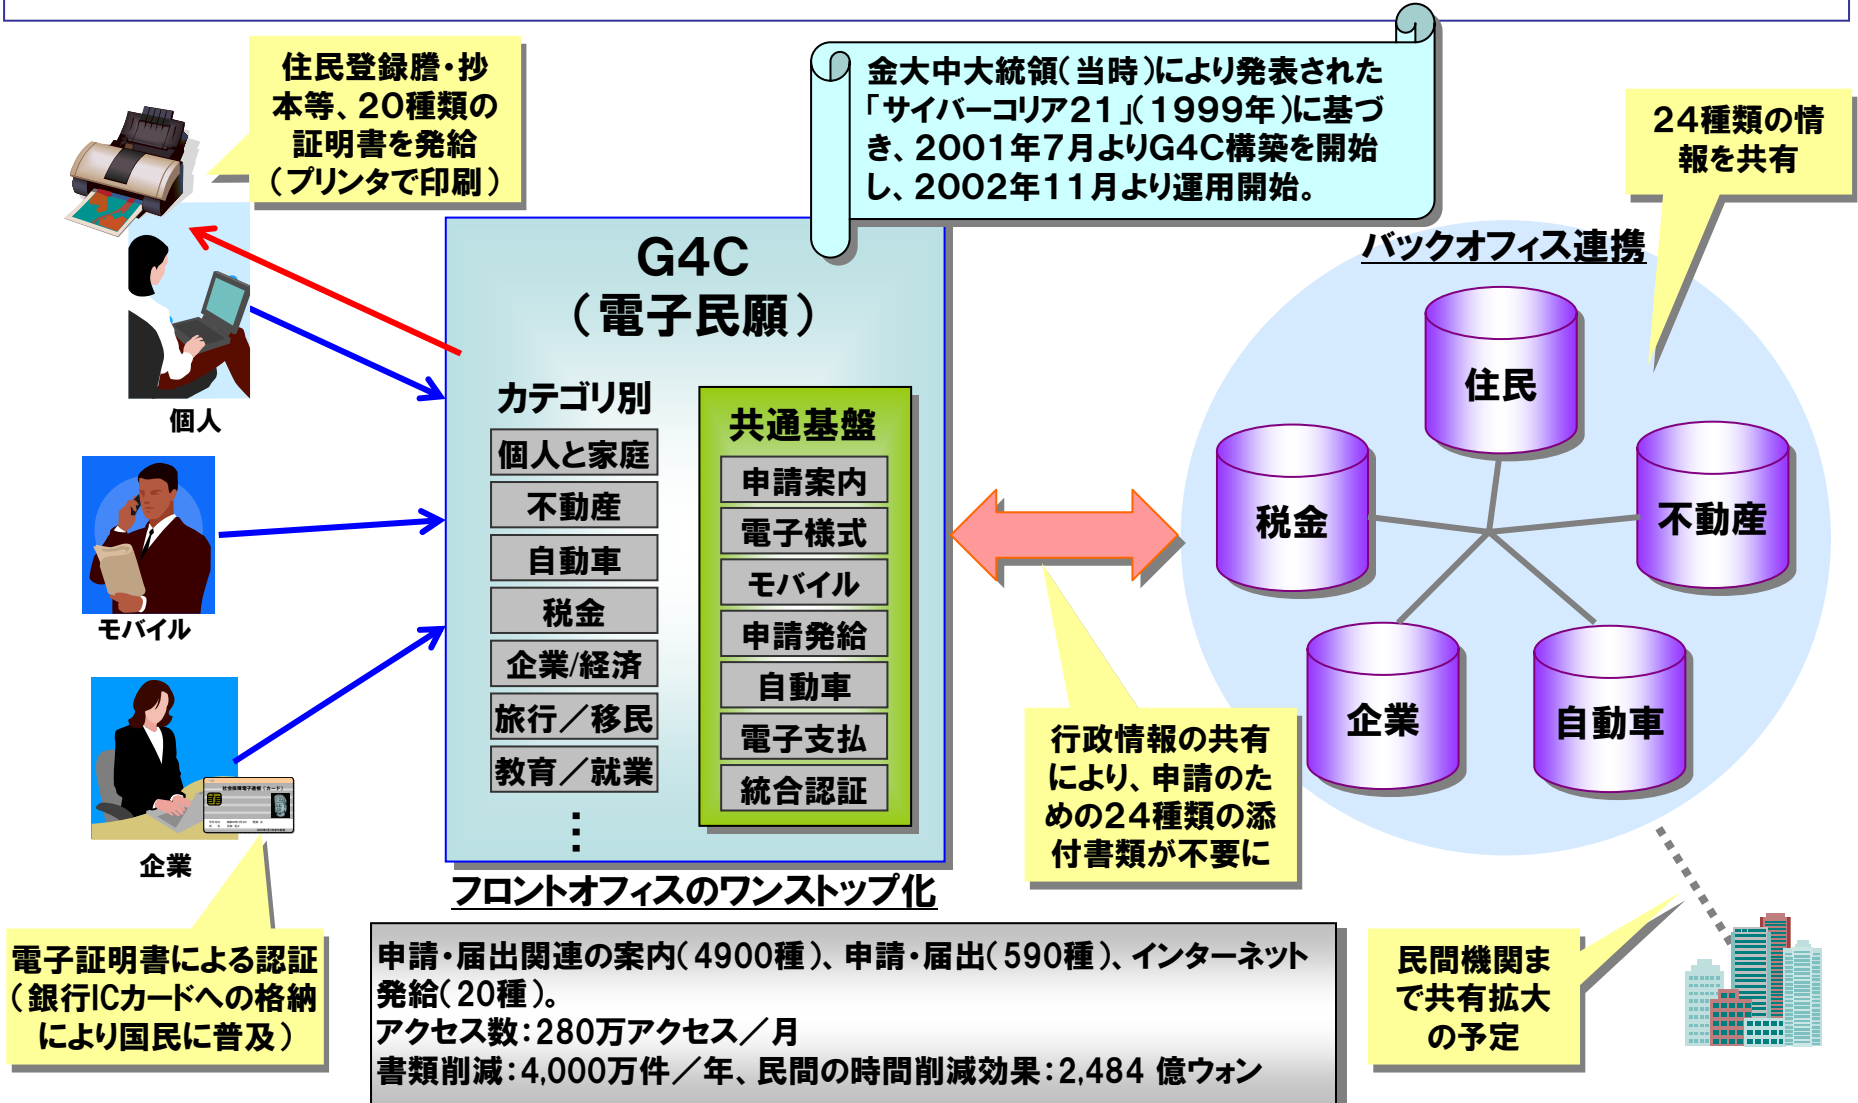 住民登録謄・抄
本等、20種類の
証明書を発給
（プリンタで印刷）
金大中大統領（当時）により発表された
「サイバーコリア21」（1999年）に基づ
き、2001年7月よりG4C構築を開始
し、2002年11月より運用開始。
24種類の情
報を共有
個人
モバイル
企業
電子証明書による認証
（銀行ICカードへの格納
により国民に普及）
G4C
（電子民願）
カテゴリ別
個人と家庭
不動産
自動車
税金
企業/経済
旅行／移民
教育／就業
⋮
共通基盤
申請案内
電子様式
モバイル
申請発給
自動車
電子支払
統合認証
フロントオフィスのワンストップ化
行政情報の共有
により、申請のた
めの24種類の添
付書類が不要に
バックオフィス連携
住民
税金
不動産
企業
自動車
民間機関ま
で共有拡大
の予定
申請・届出関連の案内（4900種）、申請・届出（590種）、インターネット
発給（20種）。
アクセス数：280万アクセス／月
書類削減：4,000万件／年、民間の時間削減効果：2,484 億ウォン